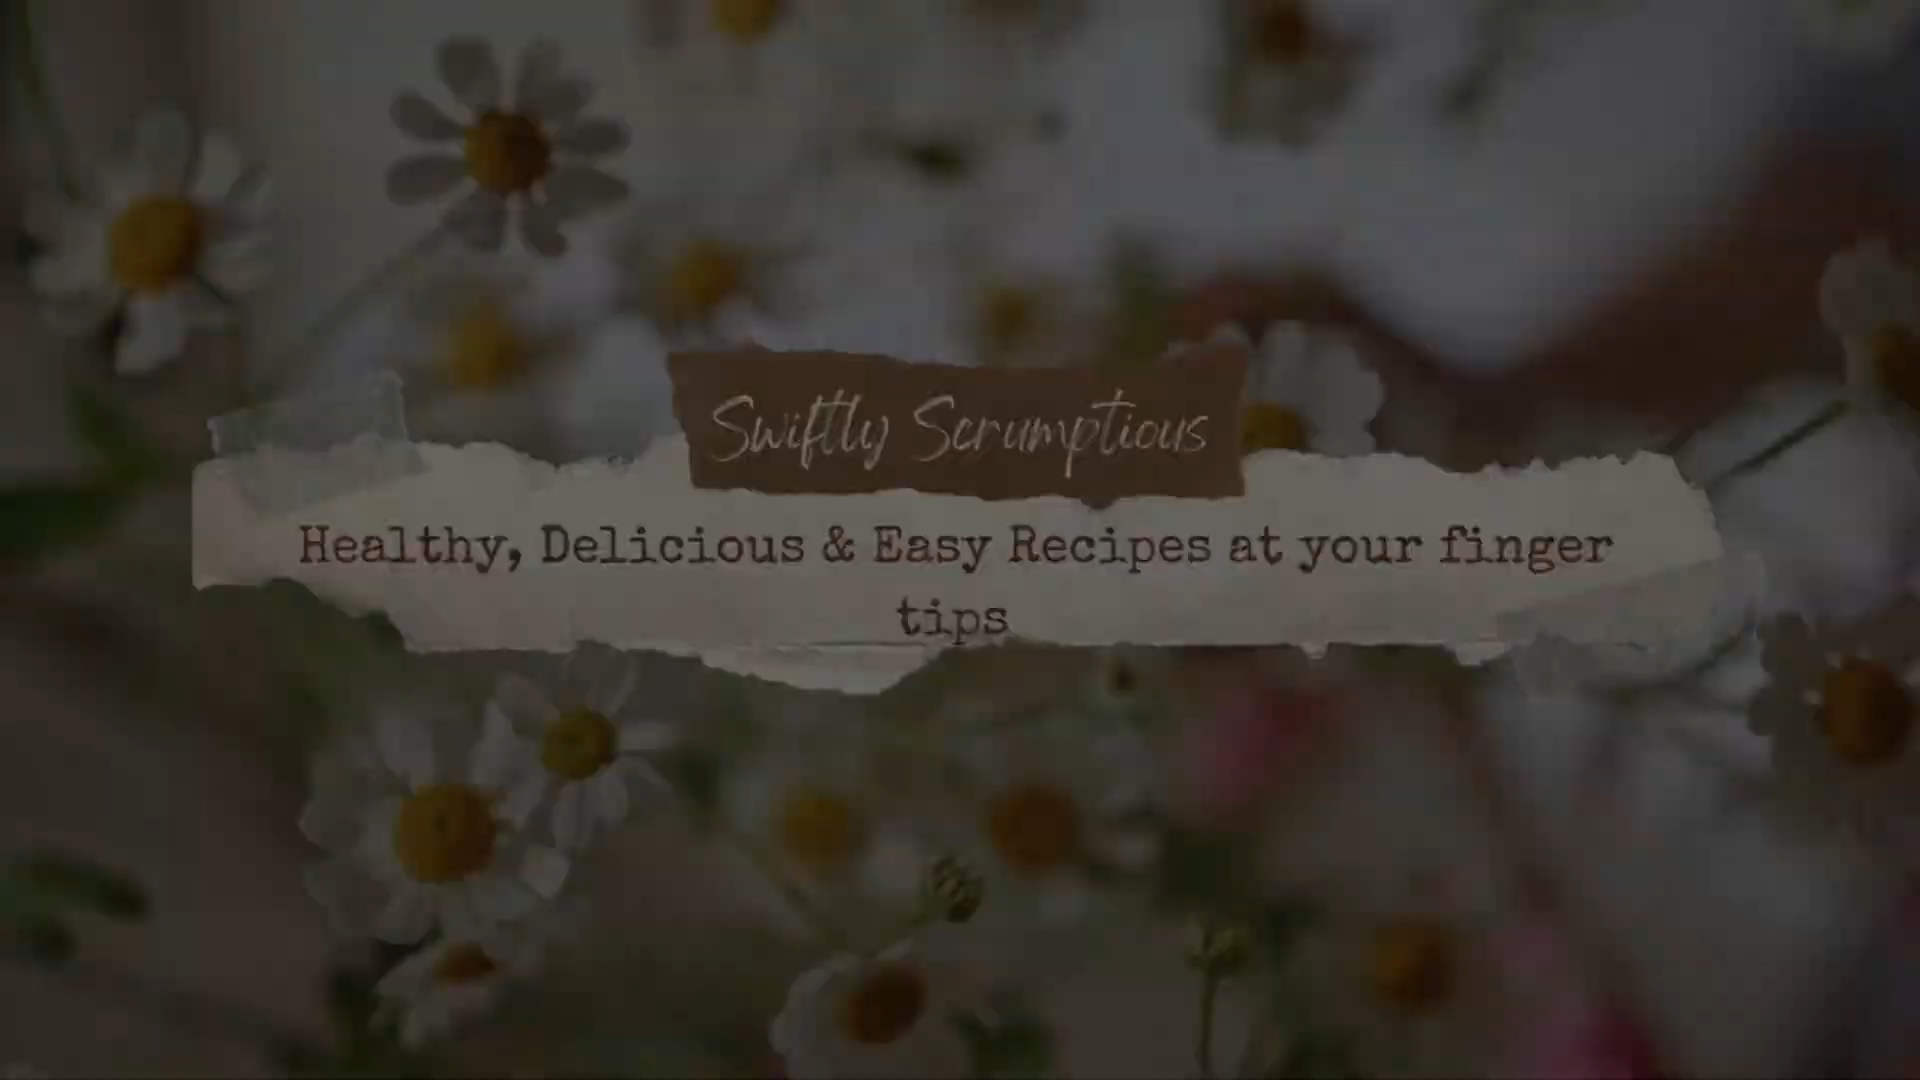 Swiftly Scrumptious
Healthy, Delicious & Easy Recipes at your finger
tips